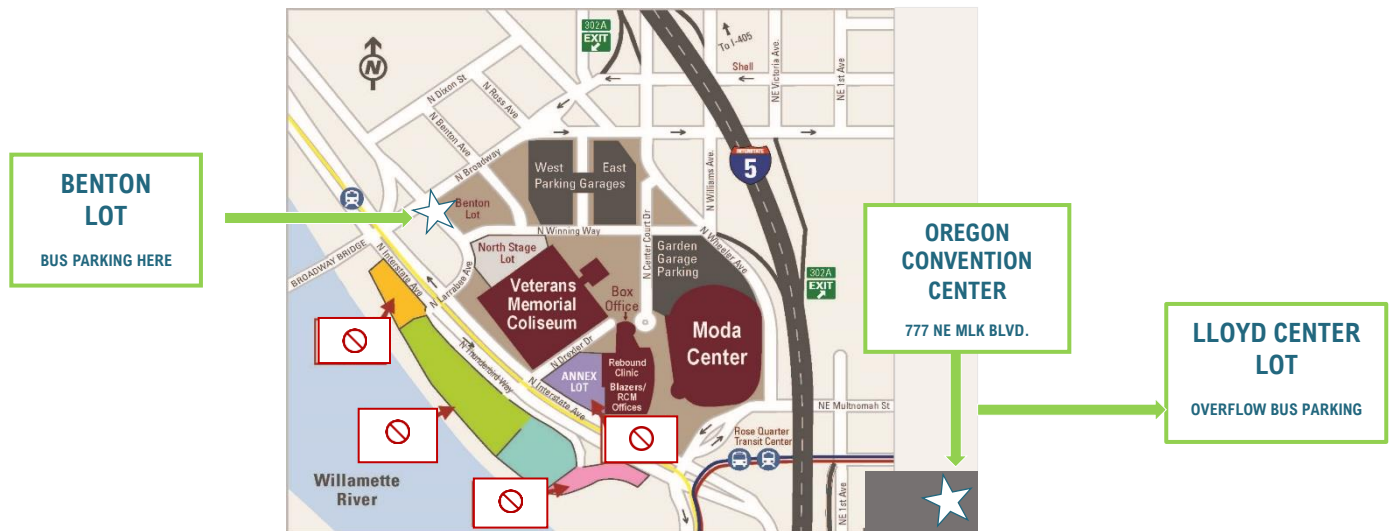 302A
EXIT
To I-405
N
Shell
NE Victoria Ave.
NE 1st Ave
N Dixon St
N Ross Ave
N Benton Ave
N Broadway
INTERSTATE
5
West
East
Parking Garages
N Williams Ave.
BENTON
LOT
BUS PARKING HERE
Benton
Lot
N Winning Way
N Center Court Dr
N Wheeler Ave
OREGON
CONVENTION
CENTER
777 NE MLK BLVD.
BROADWAY BRIDGE
N Interstate Ave
N Larrabee Ave
North Stage
Lot
Garden
Garage
Parking
302A
EXIT
Veterans
Memorial
Coliseum
Box
Office
Moda
Center
LLOYD CENTER
LOT
OVERFLOW BUS PARKING
N Thunderbird Way
N Drexler Dr
ANNEX
LOT
Rebound
Clinic
Blazers/
RCM
Offices
N Interstate Ave
NE Multnomah St
Rose Quarter
Transit Center
Willamette
River
NE 1st Ave